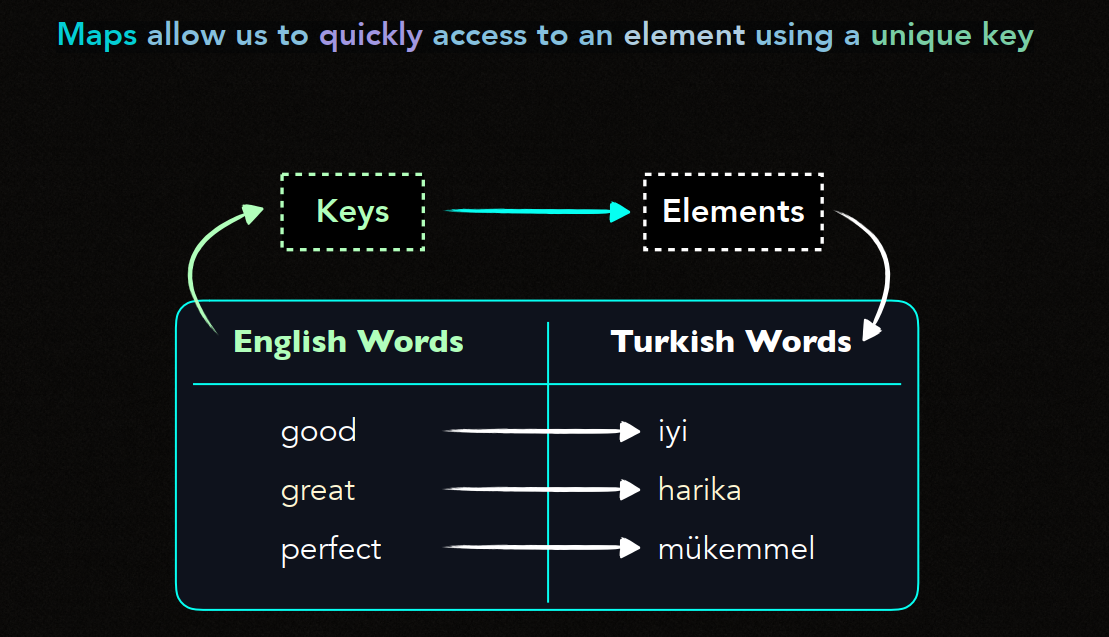 Maps allow us to quickly access to an element using a unique key
Keys
Elements
English Words
Turkish Words
good
iyi
great
harika
perfect
mükemmel